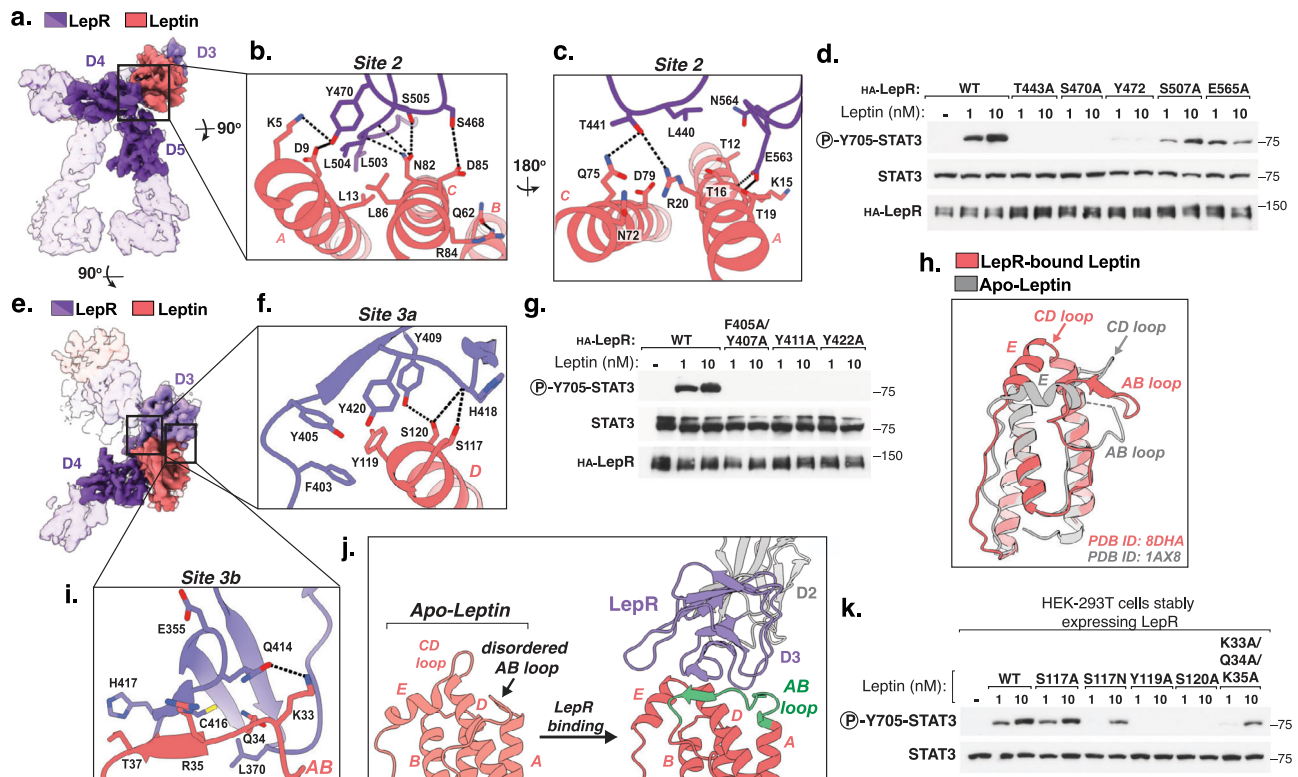 a. LepR Leptin
D3
D4
D5
90°
90°
b. Site 2
Y470
S505
K5
S468
D9
L504 L503
N82
D85
L13
L86
C
Q62
B
A
R84
180°
c. Site 2
N564
T441
L440
T12
E563
Q75
D79
C
T16
K15
R20
T19
N72
A
d.
HA-LepR: WT T443A S470A Y472 S507A E565A
Leptin (nM): - 1 10 1 10 1 10 1 10 1 10 1 10
P-Y705-STAT3 –75
STAT3 –75
HA-LepR –150
e. LepR Leptin
D3
D4
f. Site 3a
Y409
Y420
H418
Y405
S120
S117
Y119
D
F403
g.
F405A/
HA-LepR: WT Y407A Y411A Y422A
Leptin (nM): - 1 10 1 10 1 10 1 10
P-Y705-STAT3 –75
STAT3 –75
HA-LepR –150
h. LepR-bound Leptin
Apo-Leptin
CD loop
CD loop
E
E
AB loop
AB loop
PDB ID: 8DHA
PDB ID: 1AX8
i. Site 3b
E355
Q414
H417
K33
C416
Q34
T37
R35
L370
AB
j.
Apo-Leptin
CD
loop
disordered
AB loop
E
D
B
A
LepR
binding
LepR
D2
D3
E
AB
loop
D
A
B
k.
HEK-293T cells stably
expressing LepR
K33A/
Q34A/
WT S117A S117N Y119A S120A K35A
Leptin (nM): - 1 10 1 10 1 10 1 10 1 10 1 10
P-Y705-STAT3 –75
STAT3 –75